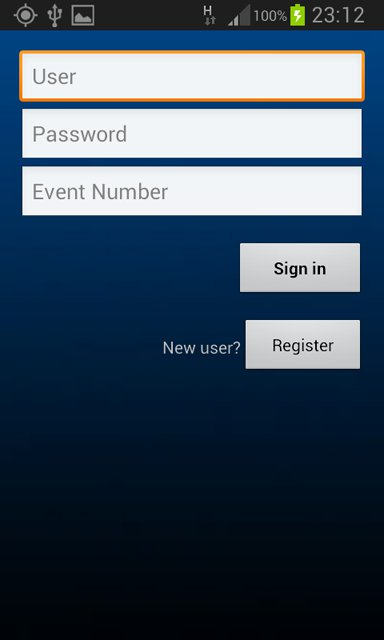 H 100% 23:12
User
Password
Event Number
Sign in
New user? Register